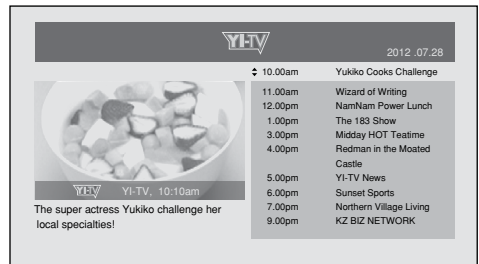 YI-TV
2012 .07.28
10.00am Yukiko Cooks Challenge
11.00am Wizard of Writing
12.00pm NamNam Power Lunch
1.00pm The 183 Show
3.00pm Midday HOT Teatime
4.00pm Redman in the Moated
Castle
5.00pm YI-TV News
6.00pm Sunset Sports
7.00pm Northern Village Living
9.00pm KZ BIZ NETWORK
YI-TV YI-TV, 10:10am
The super actress Yukiko challenge her
local specialties!